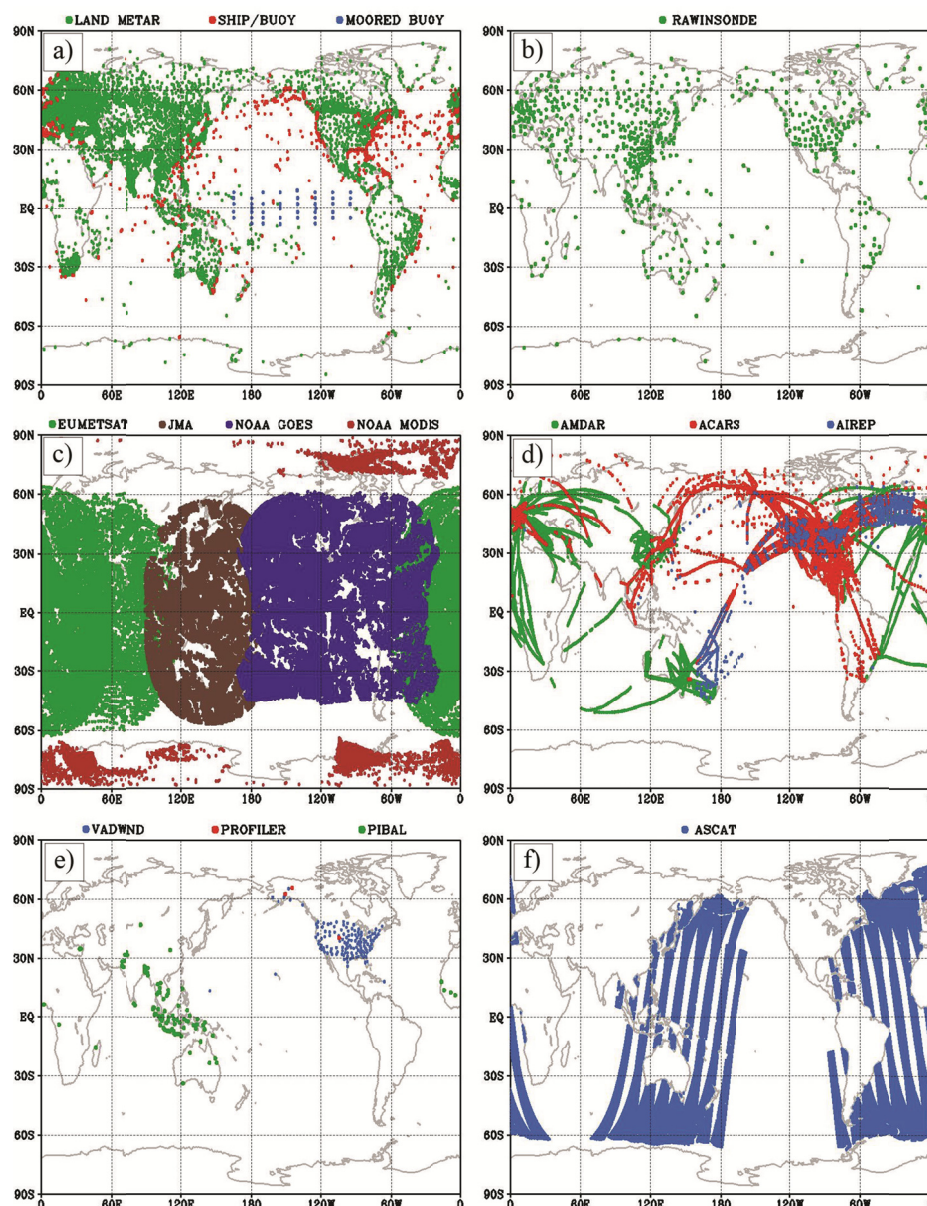 LAND METAR SHIP/BUOY MOORED BUOY
a)
90N
60N
30N
EQ
30S
60S
90S
0 60E 120E 180 120W 60W 0
RAWINSONDE
b)
90N
60N
30N
EQ
30S
60S
90S
0 60E 120E 180 120W 60W
EUMETSAT JMA NOAA GOES NOAA MODIS
c)
90N
60N
30N
EQ
30S
60S
90S
0 60E 120E 180 120W 60W 0
AMDAR ACARS AIREP
d)
90N
60N
30N
EQ
30S
60S
90S
0 60E 120E 180 120W 60W
VADWND PROFILER PIBAL
e)
90N
60N
30N
EQ
30S
60S
90S
0 60E 120E 180 120W 60W 0
ASCAT
f)
90N
60N
30N
EQ
30S
60S
90S
0 60E 120E 180 120W 60W